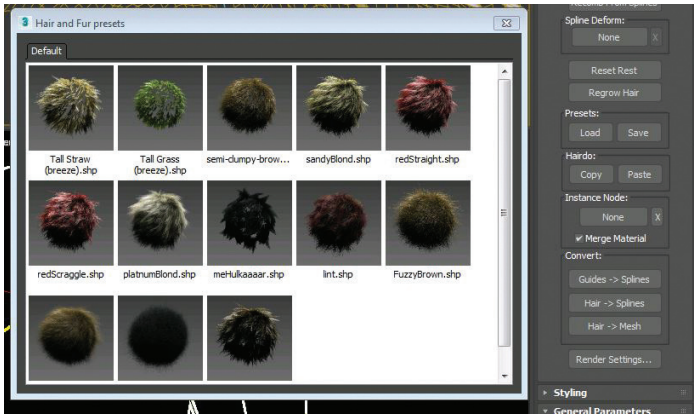 Hair and Fur presets
Default
Tall Straw
(breeze).shp
Tall Grass
(breeze).shp
semi-clumpy-brow...
sandyBlond.shp
redStraight.shp
redScraggle.shp
platnumBlond.shp
meHulkaaaar.shp
lint.shp
FuzzyBrown.shp
Recomb From Splines
Spline Deform:
None
X
Reset Rest
Regrow Hair
Presets:
Load
Save
Hairdo:
Copy
Paste
Instance Node:
None
X
Merge Material
Convert:
Guides -> Splines
Hair -> Splines
Hair -> Mesh
Render Settings...
Styling
General Parameters